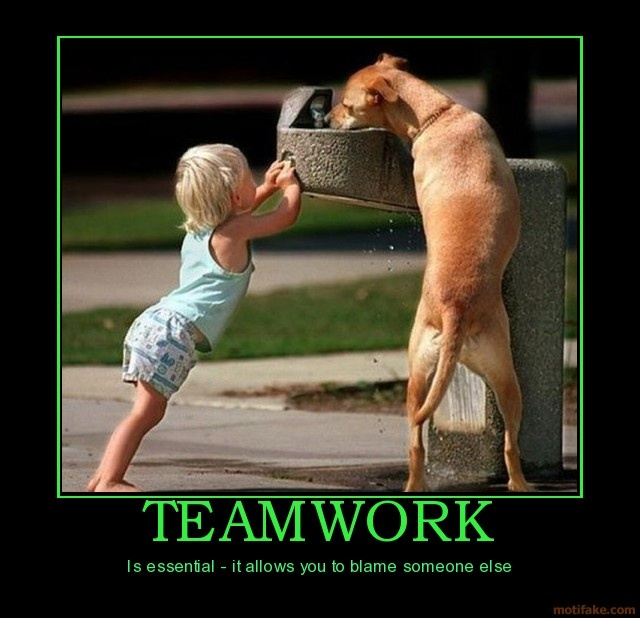 TEAMWORK
Is essential - it allows you to blame someone else
motifake.com